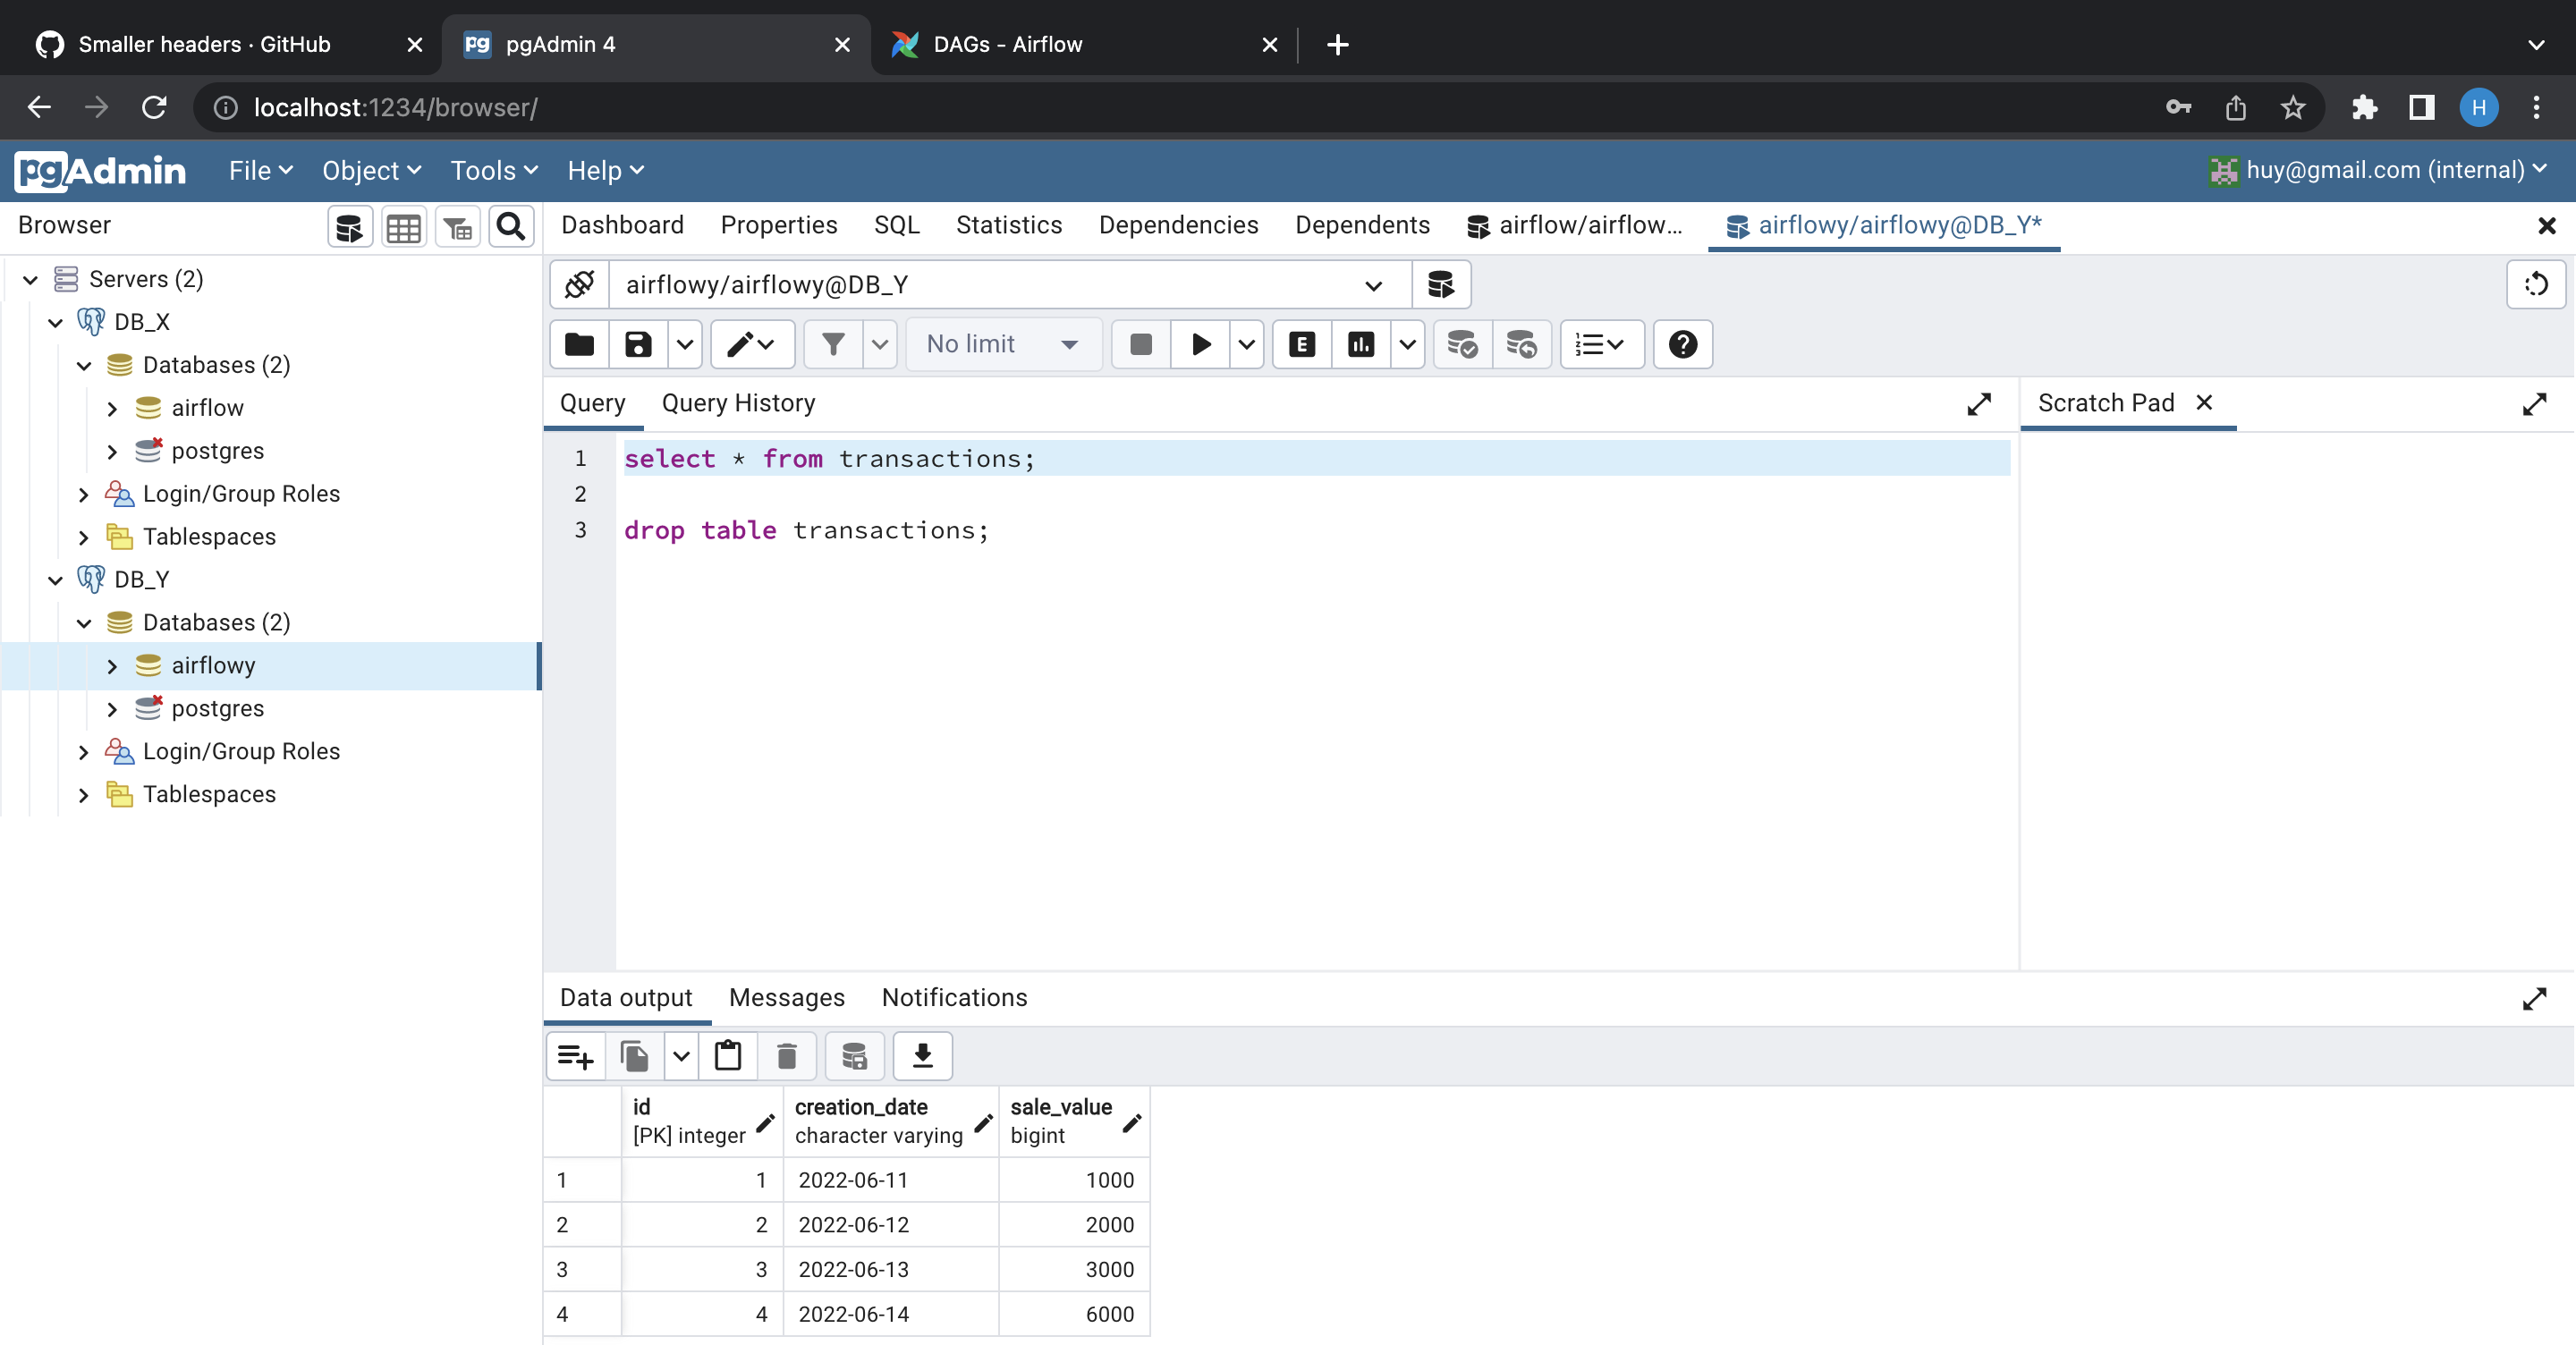 Smaller headers · GitHub
pgAdmin 4
DAGs - Airflow
localhost:1234/browser/
H
pgAdmin
File
Object
Tools
Help
huy@gmail.com (internal)
Browser
Dashboard
Properties
SQL
Statistics
Dependencies
Dependents
airflow/airflow...
airflowy/airflowy@DB_Y*
Servers (2)
DB_X
Databases (2)
airflow
postgres
Login/Group Roles
Tablespaces
DB_Y
Databases (2)
airflowy
postgres
Login/Group Roles
Tablespaces
airflowy/airflowy@DB_Y
No limit
E
Query
Query History
Scratch Pad
1 select * from transactions;
2
3 drop table transactions;
Data output
Messages
Notifications
id creation_date sale_value
[PK] integer character varying bigint
1 1 2022-06-11 1000
2 2 2022-06-12 2000
3 3 2022-06-13 3000
4 4 2022-06-14 6000